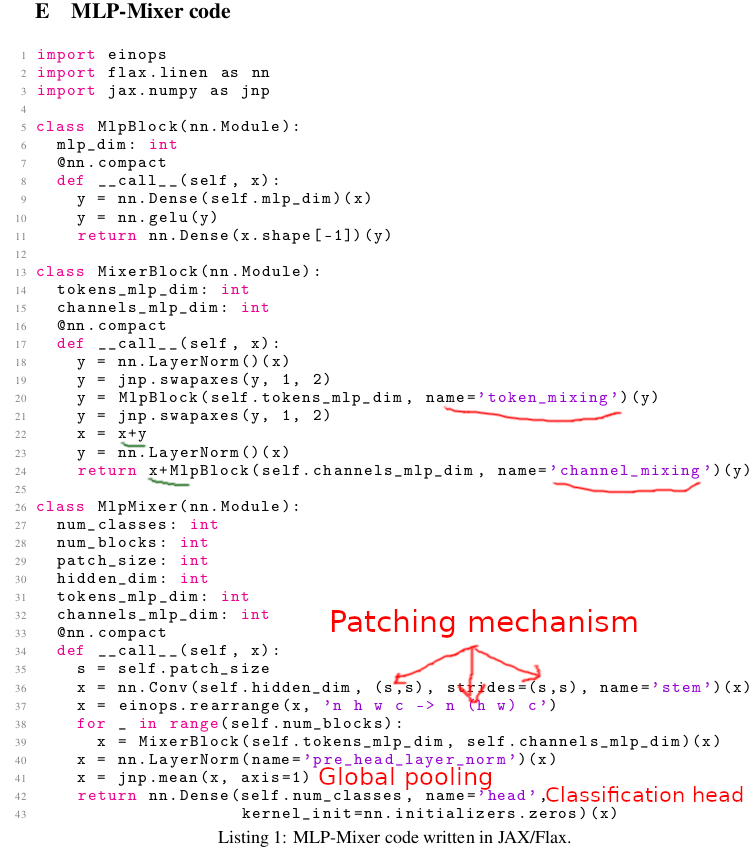 E MLP-Mixer code
1 import einops
2 import flax.linen as nn
3 import jax.numpy as jnp
4
5 class MlpBlock(nn.Module):
6 mlp_dim: int
7 @nn.compact
8 def __call__(self, x):
9 y = nn.Dense(self.mlp_dim)(x)
10 y = nn.gelu(y)
11 return nn.Dense(x.shape[-1])(y)
12
13 class MixerBlock(nn.Module):
14 tokens_mlp_dim: int
15 channels_mlp_dim: int
16 @nn.compact
17 def __call__(self, x):
18 y = nn.LayerNorm()(x)
19 y = jnp.swapaxes(y, 1, 2)
20 y = MlpBlock(self.tokens_mlp_dim, name='token_mixing')(y)
21 y = jnp.swapaxes(y, 1, 2)
22 x = x+y
23 y = nn.LayerNorm()(x)
24 return x+MlpBlock(self.channels_mlp_dim, name='channel_mixing')(y)
25
26 class MlpMixer(nn.Module):
27 num_classes: int
28 num_blocks: int
29 patch_size: int
30 hidden_dim: int
31 tokens_mlp_dim: int
32 channels_mlp_dim: int
Patching mechanism
33 @nn.compact
34 def __call__(self, x):
35 s = self.patch_size
36 x = nn.Conv(self.hidden_dim, (s,s), strides=(s,s), name='stem')(x)
37 x = einops.rearrange(x, 'n h w c -> n (h w) c')
38 for _ in range(self.num_blocks):
39 x = MixerBlock(self.tokens_mlp_dim, self.channels_mlp_dim)(x)
40 x = nn.LayerNorm(name='pre_head_layer_norm')(x)
41 x = jnp.mean(x, axis=1) Global pooling
42 return nn.Dense(self.num_classes, name='head', Classification head
43 kernel_init=nn.initializers.zeros)(x)
Listing 1: MLP-Mixer code written in JAX/Flax.